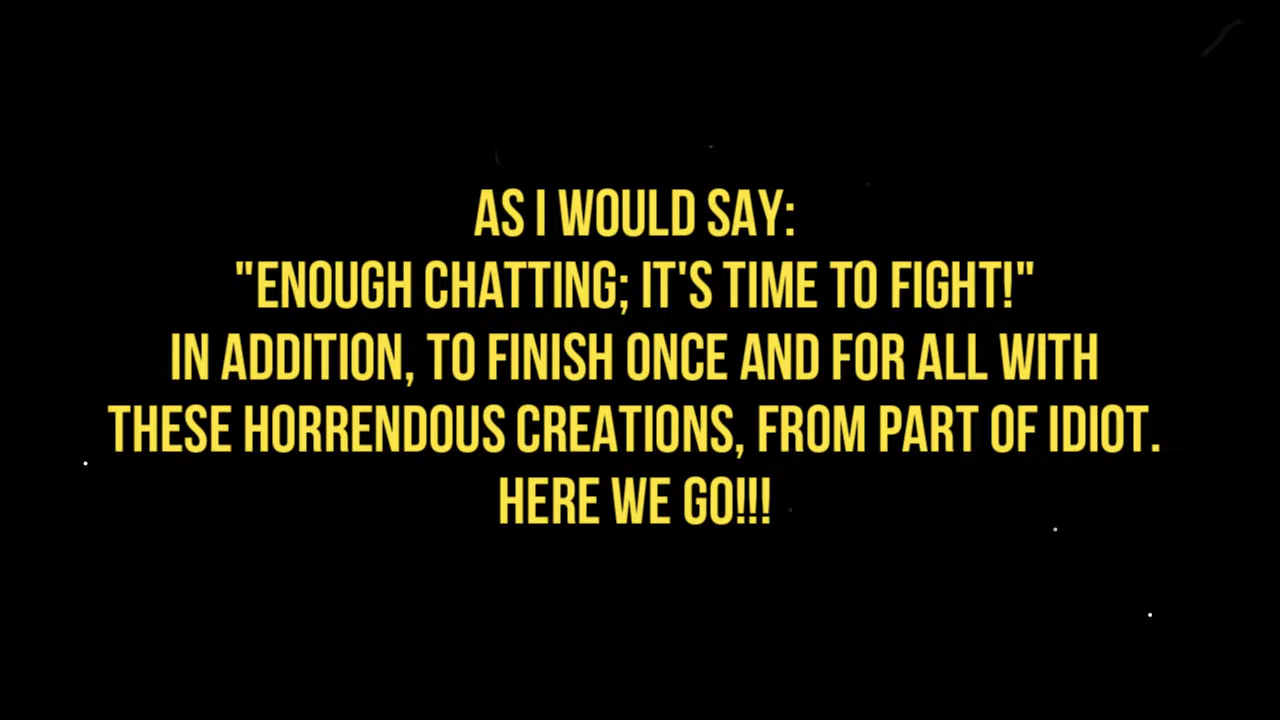 AS I WOULD SAY:
"ENOUGH CHATTING; IT'S TIME TO FIGHT!"
IN ADDITION, TO FINISH ONCE AND FOR ALL WITH
THESE HORRENDOUS CREATIONS, FROM PART OF IDIOT.
HERE WE GO!!!